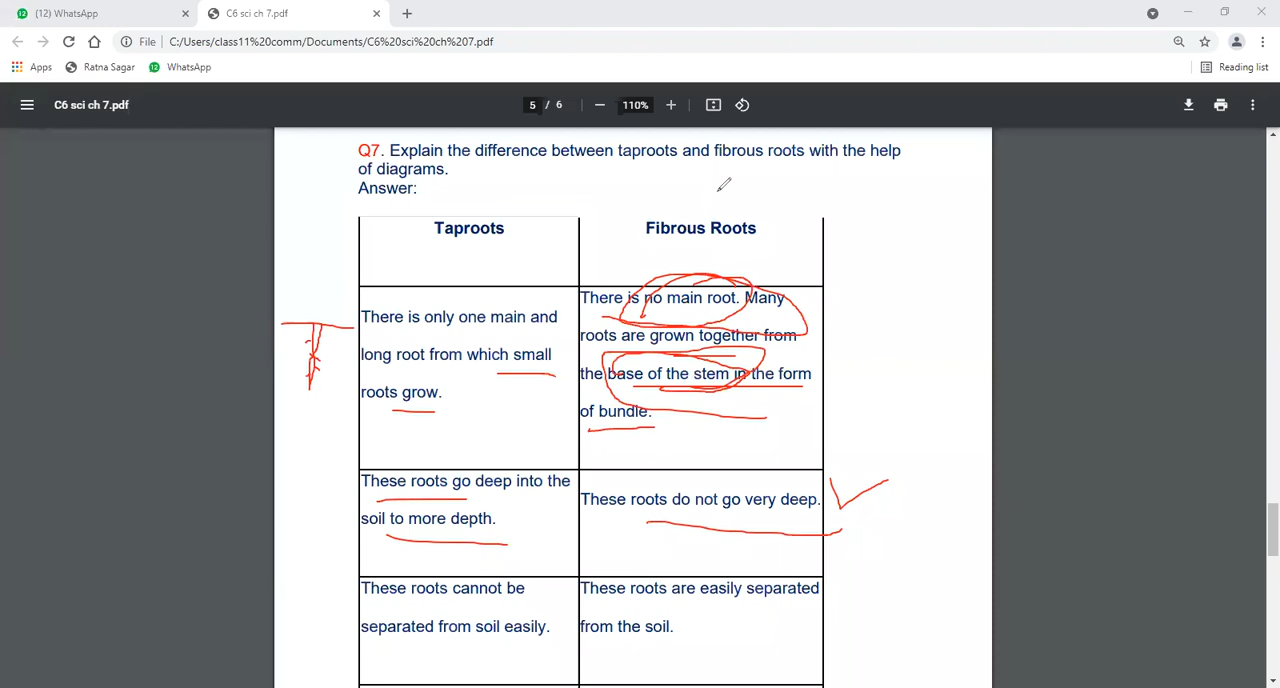 (12) WhatsApp
C6 sci ch 7.pdf
File
C:/Users/class11%20comm/Documents/C6%20sci%20ch%207.pdf
Apps
Ratna Sagar
WhatsApp
Reading list
C6 sci ch 7.pdf
5 / 6
110%
Q7. Explain the difference between taproots and fibrous roots with the help
of diagrams.
Answer:
Taproots
Fibrous Roots
There is only one main and
long root from which small
roots grow.
There is no main root. Many
roots are grown together from
the base of the stem in the form
of bundle.
These roots go deep into the
soil to more depth.
These roots do not go very deep.
These roots cannot be
separated from soil easily.
These roots are easily separated
from the soil.